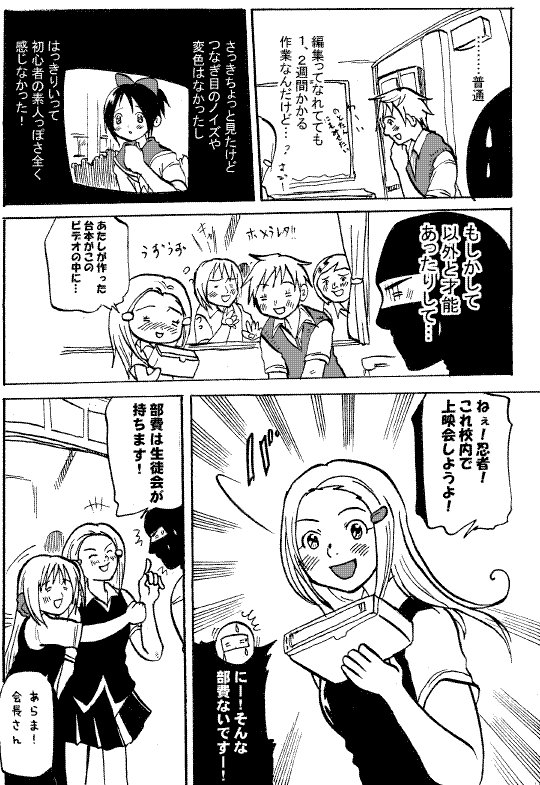 ………普通
編集ってなれてても
1、2週間かかる
作業なんだけど…?
さっきちょっと見たけど
つなぎ目のノイズや
変色はなかったし
はっきりいって
初心者の素人っぽさ全く
感じなかった!
もしかして
以外と才能
あったりして…
ホメラレタ!!
うずうず
あたしが作った
台本がこの
ビデオの中に…
ねぇ!忍者!
これ校内で
上映会しようよ!
にー!そんな
部費ないですー!
部費は生徒会が
持ちます!
あらま!
会長さん